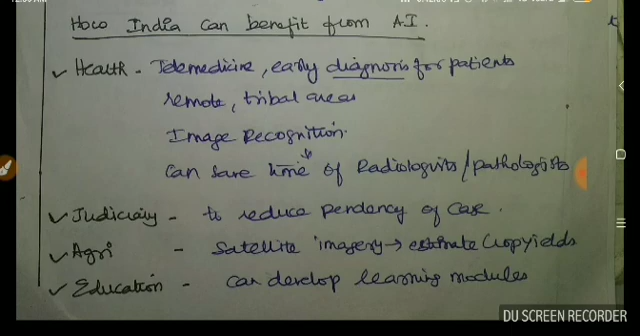 How India can benefit from A.I.
✓ Health - Telemedicine, early diagnosis for patients
remote, tribal areas
Image Recognition.
Can save time of Radiologists/pathologists
✓ Judiciary - to reduce pendency of case.
✓ Agri - Satellite imagery → estimate Cropyields
✓ Education - can develop learning modules
DU SCREEN RECORDER